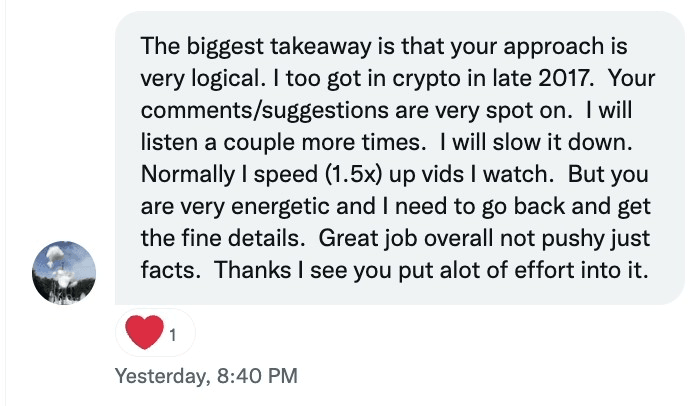 The biggest takeaway is that your approach is
very logical. I too got in crypto in late 2017.  Your
comments/suggestions are very spot on.  I will
listen a couple more times.  I will slow it down.
Normally I speed (1.5x) up vids I watch.  But you
are very energetic and I need to go back and get
the fine details.  Great job overall not pushy just
facts.  Thanks I see you put alot of effort into it.
1
Yesterday, 8:40 PM